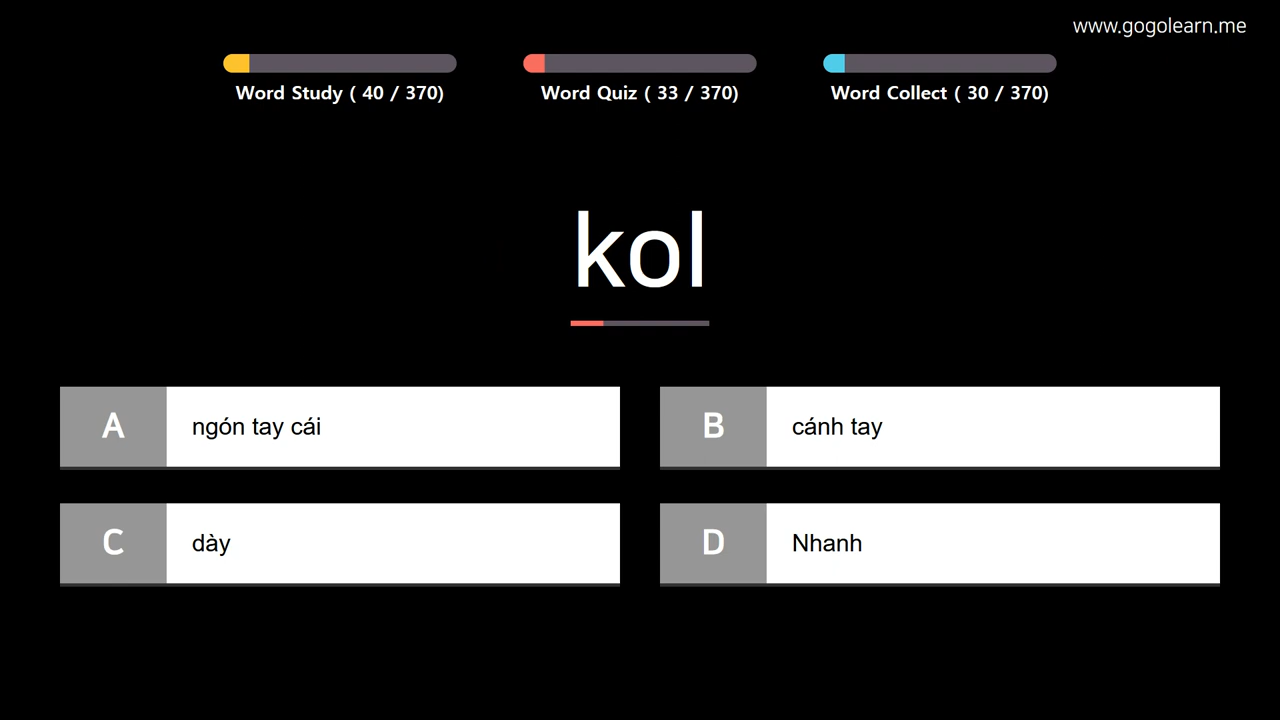 www.gogolearn.me
Word Study ( 40 / 370)
Word Quiz ( 33 / 370)
Word Collect ( 30 / 370)
kol
A ngón tay cái
B cánh tay
C dày
D Nhanh